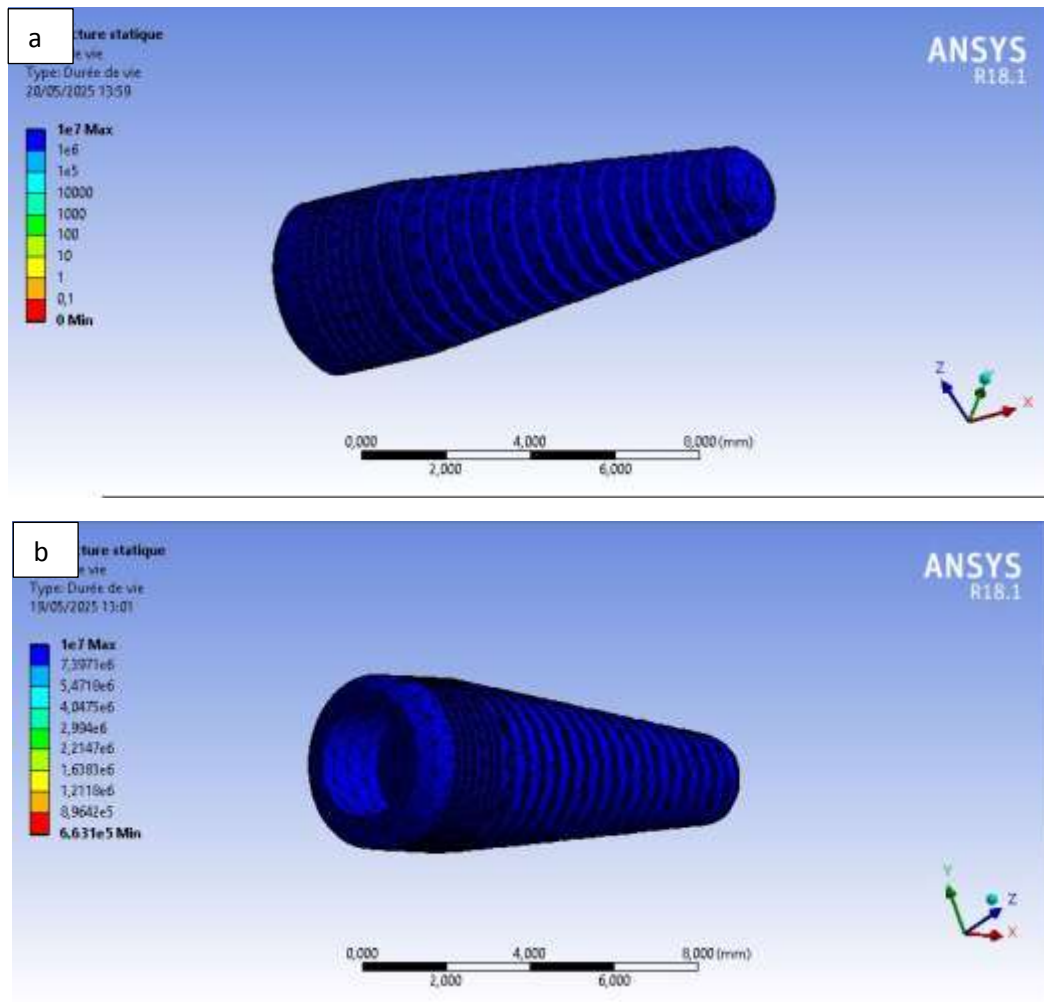 a
cture statique
e vie
Type: Durée de vie
20/05/2025 13:59
1e7 Max
1e6
1e5
10000
1000
100
10
1
0,1
0 Min
ANSYS
R18.1
Z
Y
X
0,000
4,000
8,000 (mm)
2,000
6,000
b
ture statique
e vie
Type: Durée de vie
19/05/2025 13:01
1e7 Max
7,3971e6
5,4718e6
4,0475e6
2,994e6
2,2147e6
1,6383e6
1,2118e6
8,9642e5
6,631e5 Min
ANSYS
R18.1
Y
Z
X
0,000
4,000
8,000 (mm)
2,000
6,000